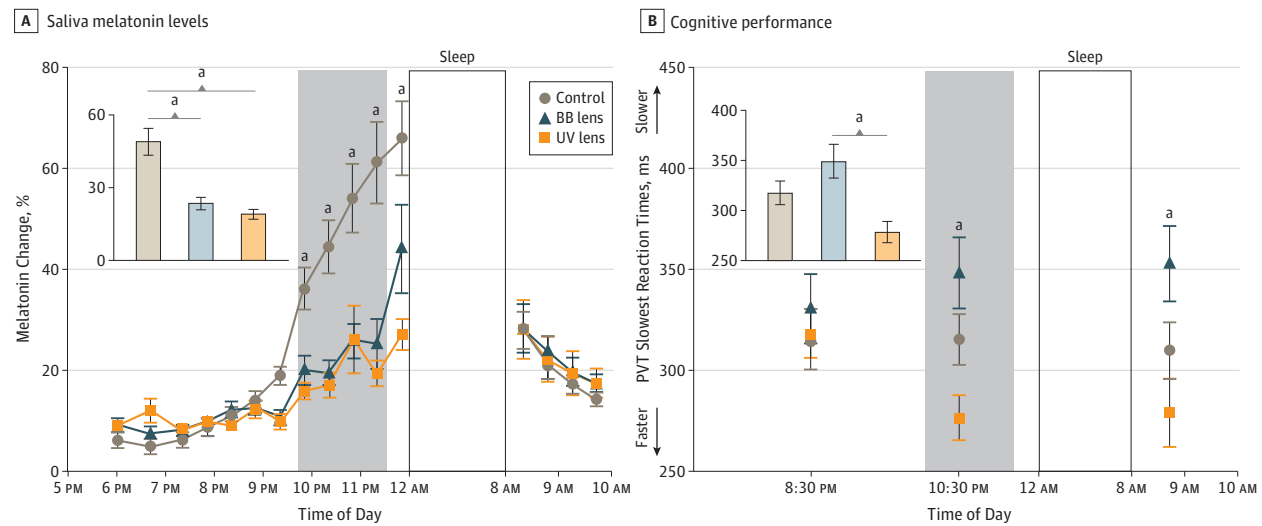 A Saliva melatonin levels
80
60
40
20
0
Melatonin Change, %
5 PM 6 PM 7 PM 8 PM 9 PM 10 PM 11 PM 12 AM 8 AM 9 AM 10 AM
Time of Day
Sleep
Control
BB lens
UV lens
60
30
0
a
a
a
a
a
a
a
a
B Cognitive performance
450
400
350
300
250
Slower
PVT Slowest Reaction Times, ms
Faster
8:30 PM 10:30 PM 12 AM 8 AM 9 AM 10 AM
Time of Day
Sleep
400
350
300
250
a
a
a